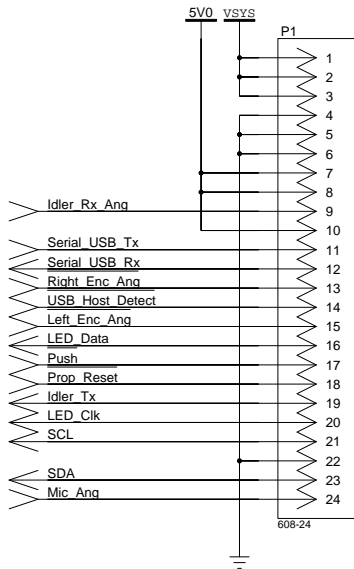 5V0 VSYS
P1
1
2
3
4
5
6
7
8
Idler_Rx_Ang 9
10
Serial_USB_Tx 11
Serial_USB_Rx 12
Right_Enc_Ang 13
USB_Host_Detect 14
Left_Enc_Ang 15
LED_Data 16
Push 17
Prop_Reset 18
Idler_Tx 19
LED_Clk 20
SCL 21
22
SDA 23
Mic_Ang 24
608-24